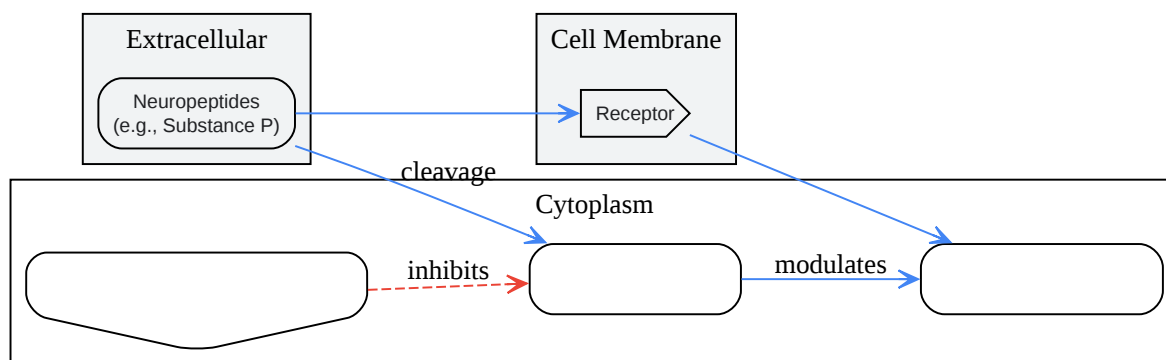 Extracellular
Cell Membrane
Neuropeptides
(e.g., Substance P)
Receptor
cleavage
Cytoplasm
inhibits
modulates